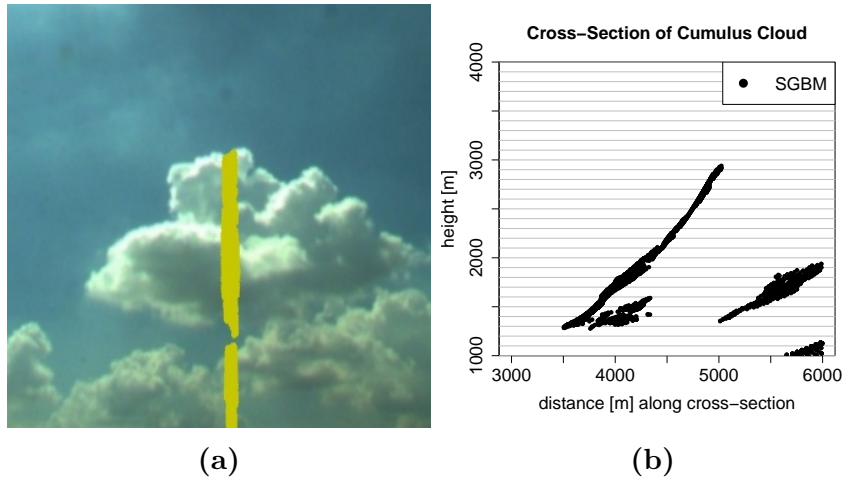 Cross−Section of Cumulus Cloud
SGBM
4000
3000
2000
1000
height [m]
3000 4000 5000 6000
distance [m] along cross−section
(a) (b)